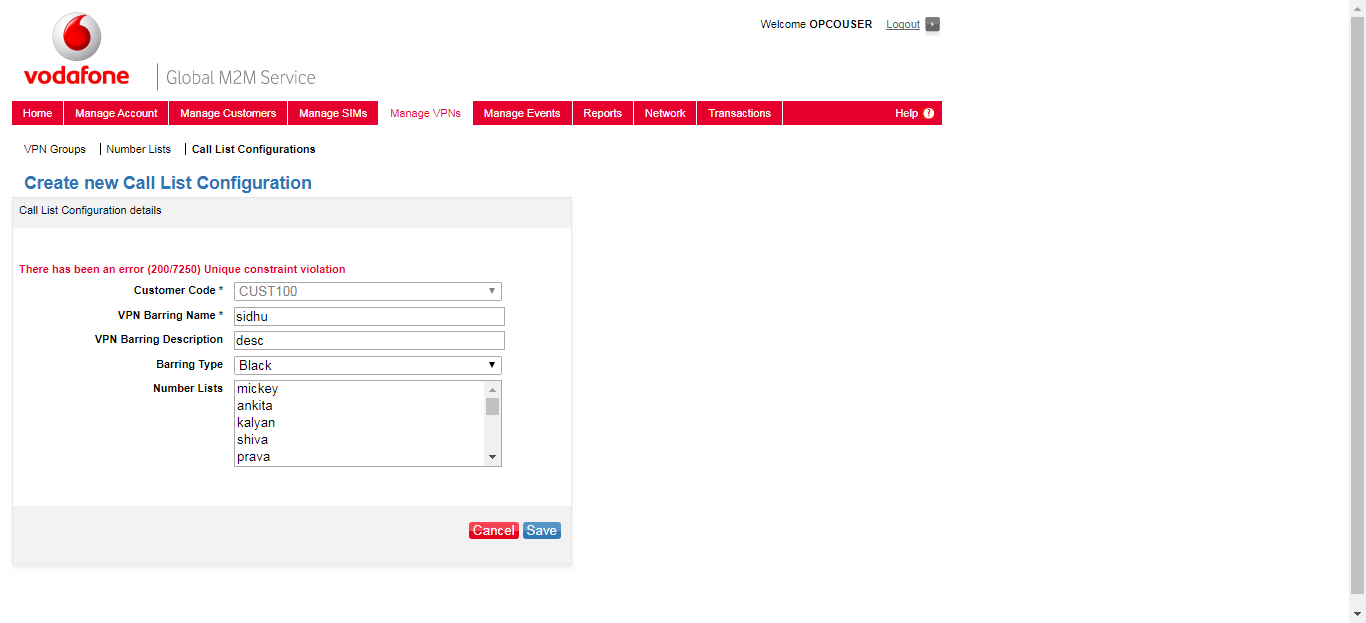 Welcome OPCOUSER Logout
vodafone Global M2M Service
Home Manage Account Manage Customers Manage SIMs Manage VPNs Manage Events Reports Network Transactions Help ?
VPN Groups Number Lists Call List Configurations
Create new Call List Configuration
Call List Configuration details
There has been an error (200/7250) Unique constraint violation
Customer Code * CUST100
VPN Barring Name * sidhu
VPN Barring Description desc
Barring Type Black
Number Lists mickey
ankita
kalyan
shiva
prava
Cancel Save